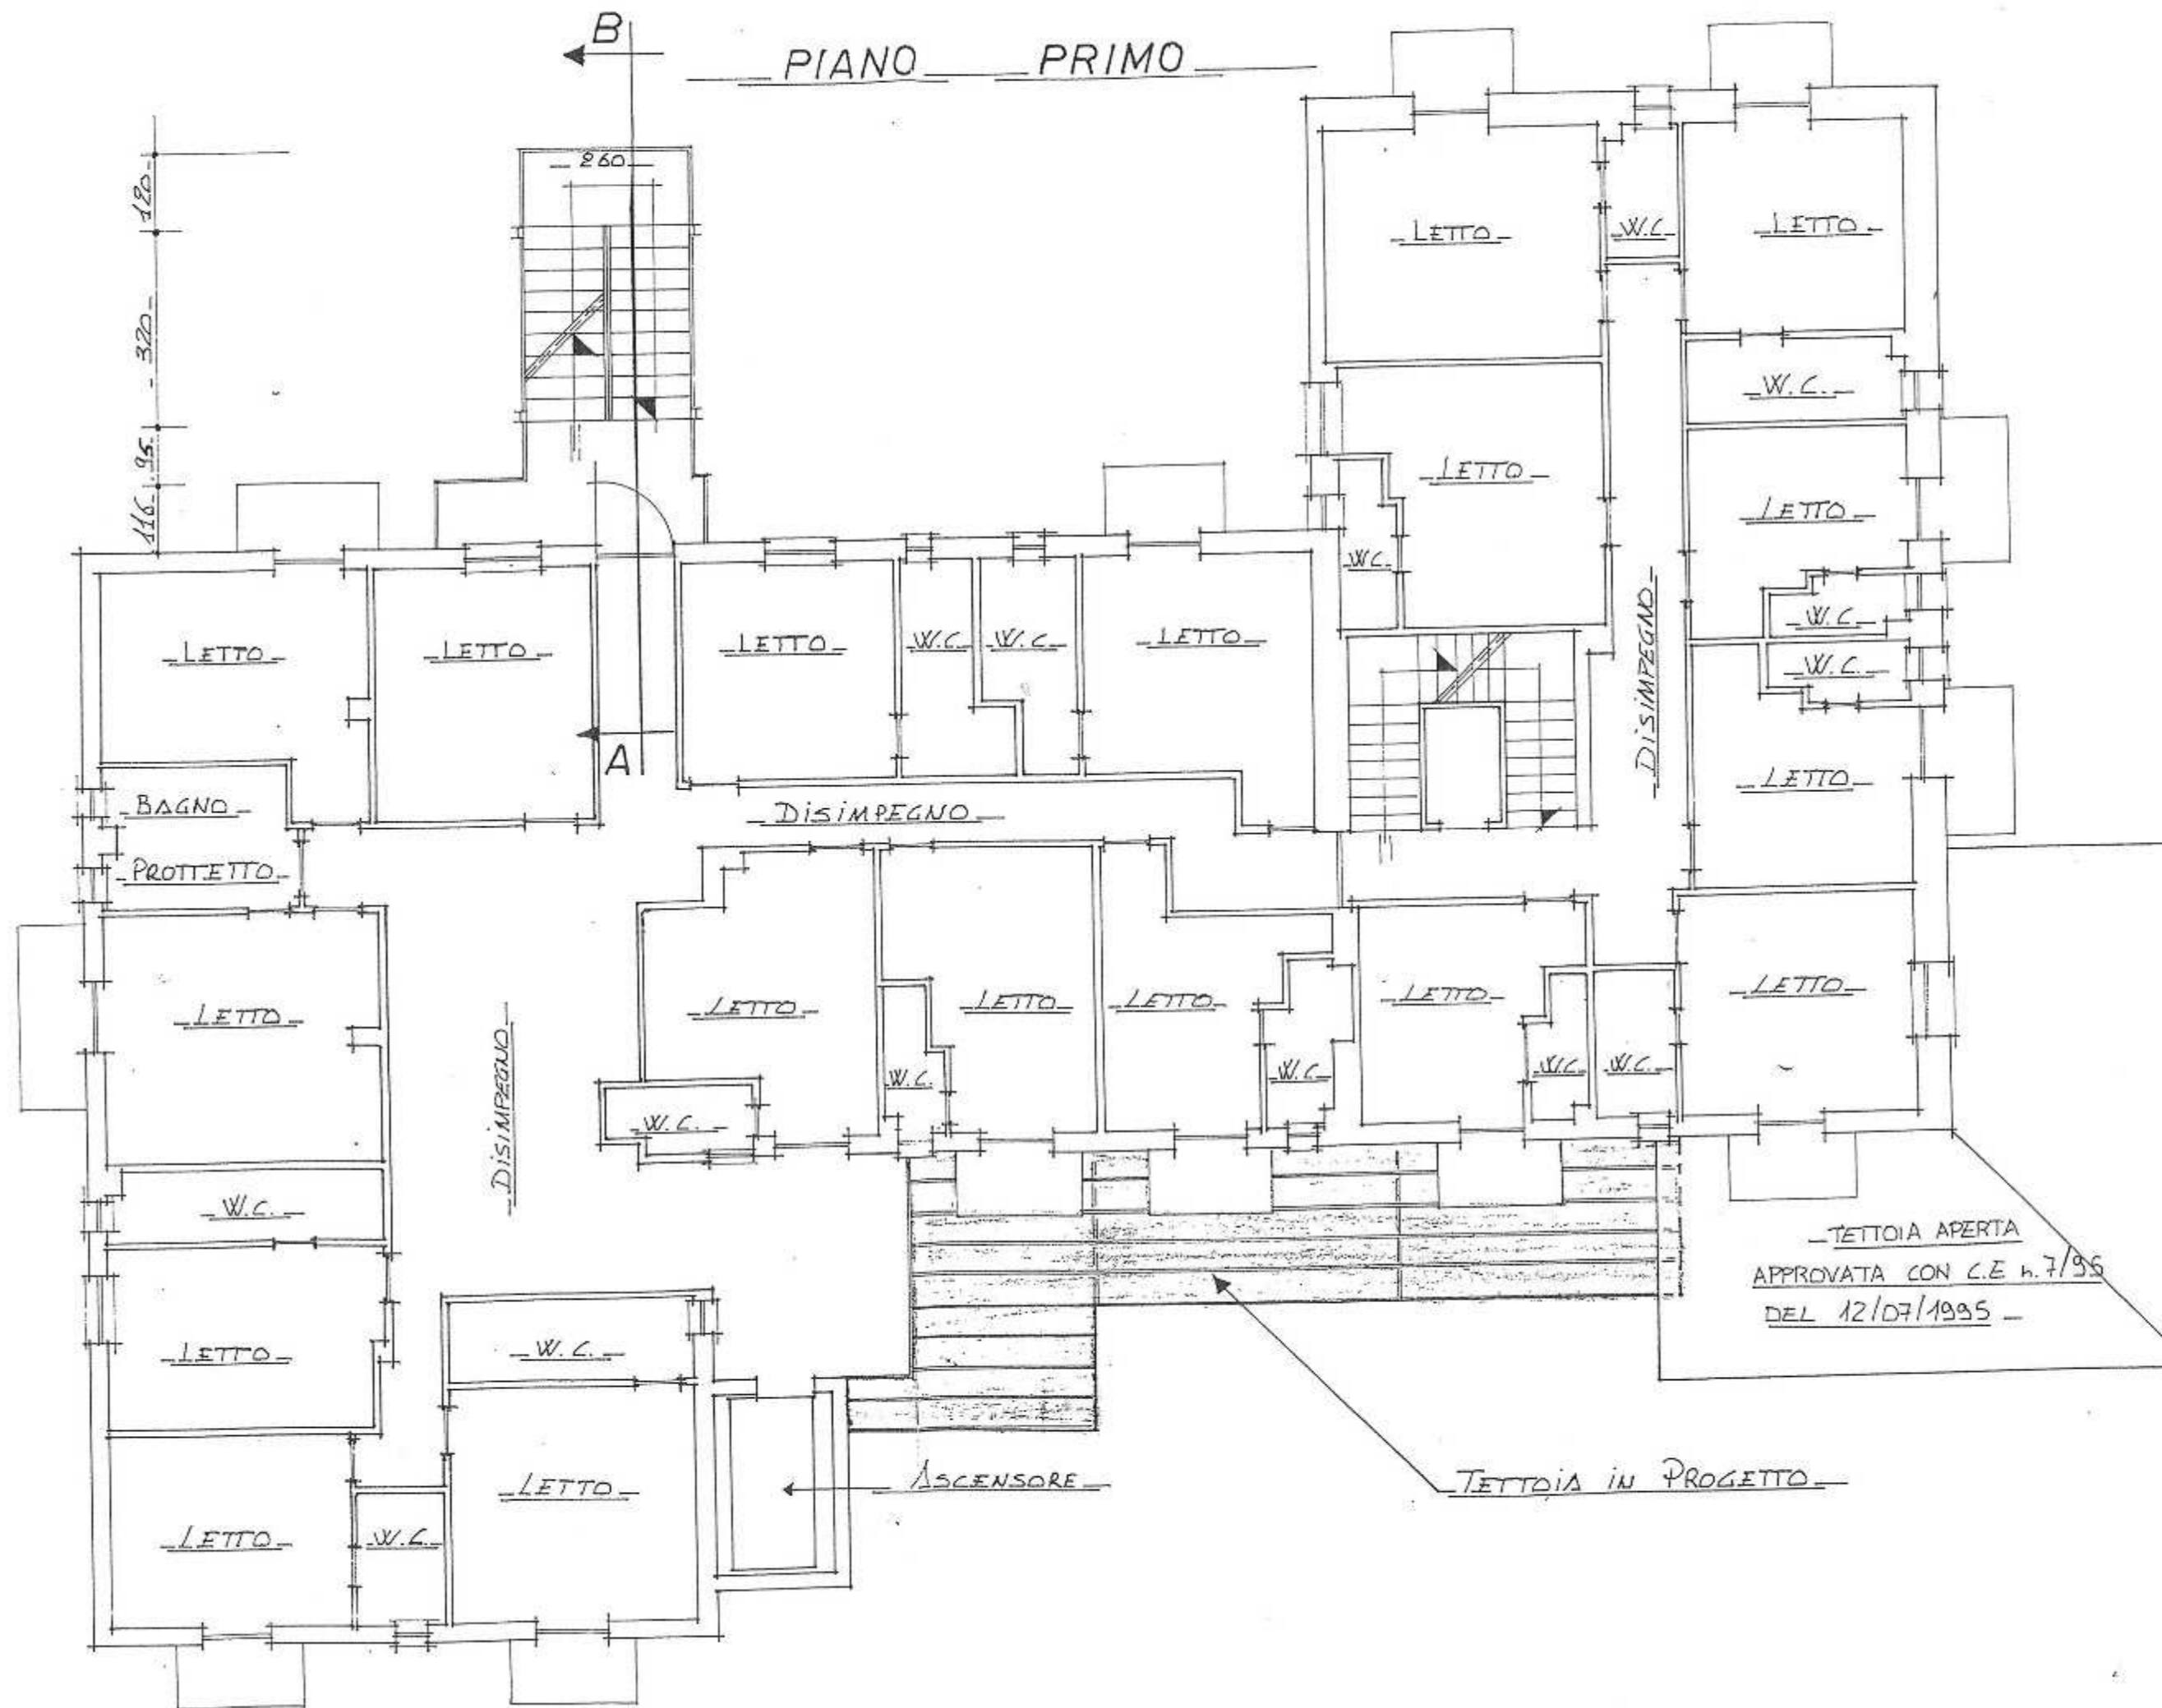 B
PIANO PRIMO
260
120
320
95
116
LETTO
W.C.
LETTO
W.C.
LETTO
LETTO
W.C.
LETTO
LETTO
LETTO
W.C.
W.C.
LETTO
W.C.
W.C.
DISIMPEGNO
LETTO
A
BAGNO
PROTTETTO
DISIMPEGNO
LETTO
LETTO
LETTO
LETTO
LETTO
LETTO
W.C.
W.C.
W.C.
W.C.
W.C.
DISIMPEGNO
W.C.
LETTO
W.C.
TETTOIA APERTA
APPROVATA CON C.E n. 7/95
DEL 12/07/1995
LETTO
ASCENSORE
TETTOIA IN PROGETTO
LETTO
W.C.